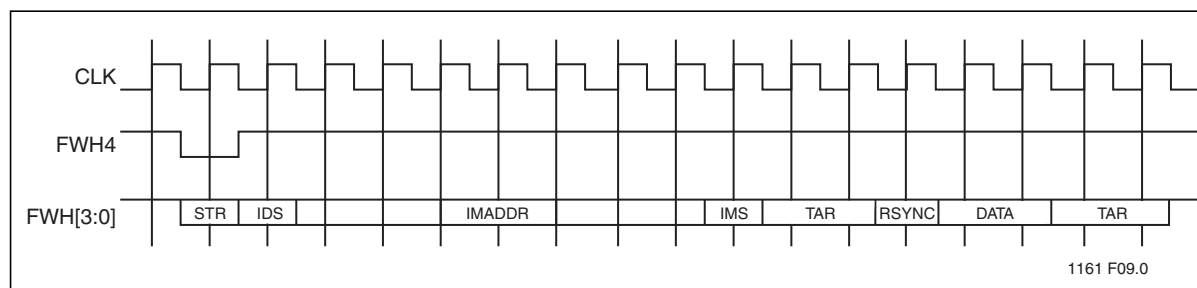 CLK
FWH4
FWH[3:0]
STR IDS IMADDR IMS TAR RSYNC DATA TAR
1161 F09.0